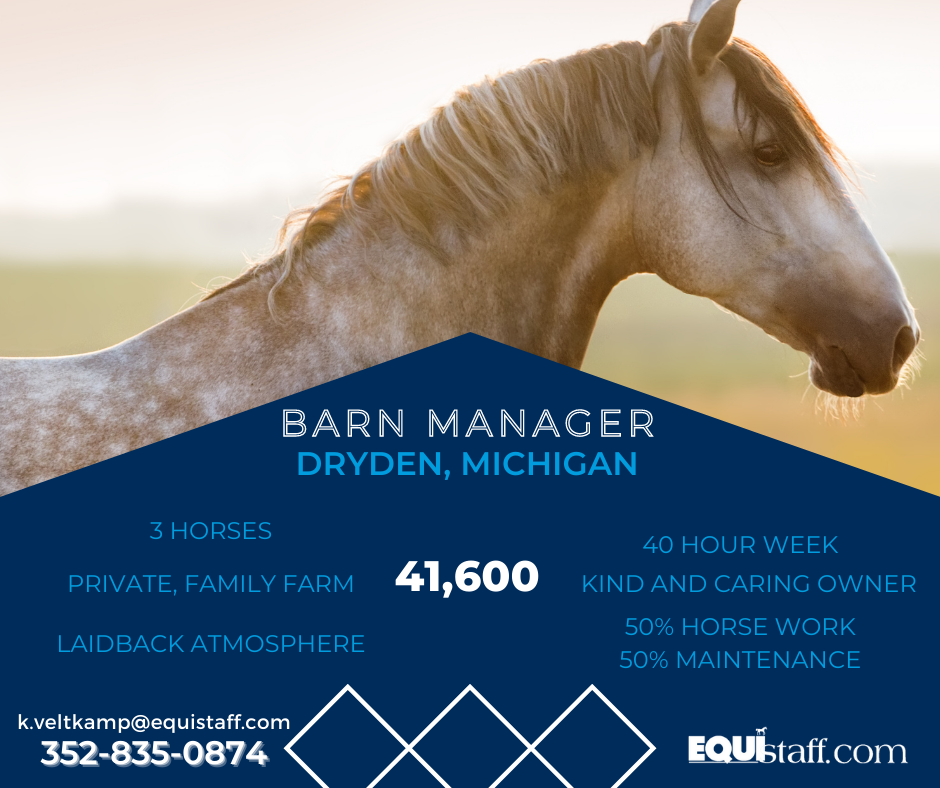 BARN MANAGER
DRYDEN, MICHIGAN
3 HORSES
PRIVATE, FAMILY FARM
LAIDBACK ATMOSPHERE
41,600
40 HOUR WEEK
KIND AND CARING OWNER
50% HORSE WORK
50% MAINTENANCE
k.veltkamp@equistaff.com
352-835-0874
EQUIstaff.com